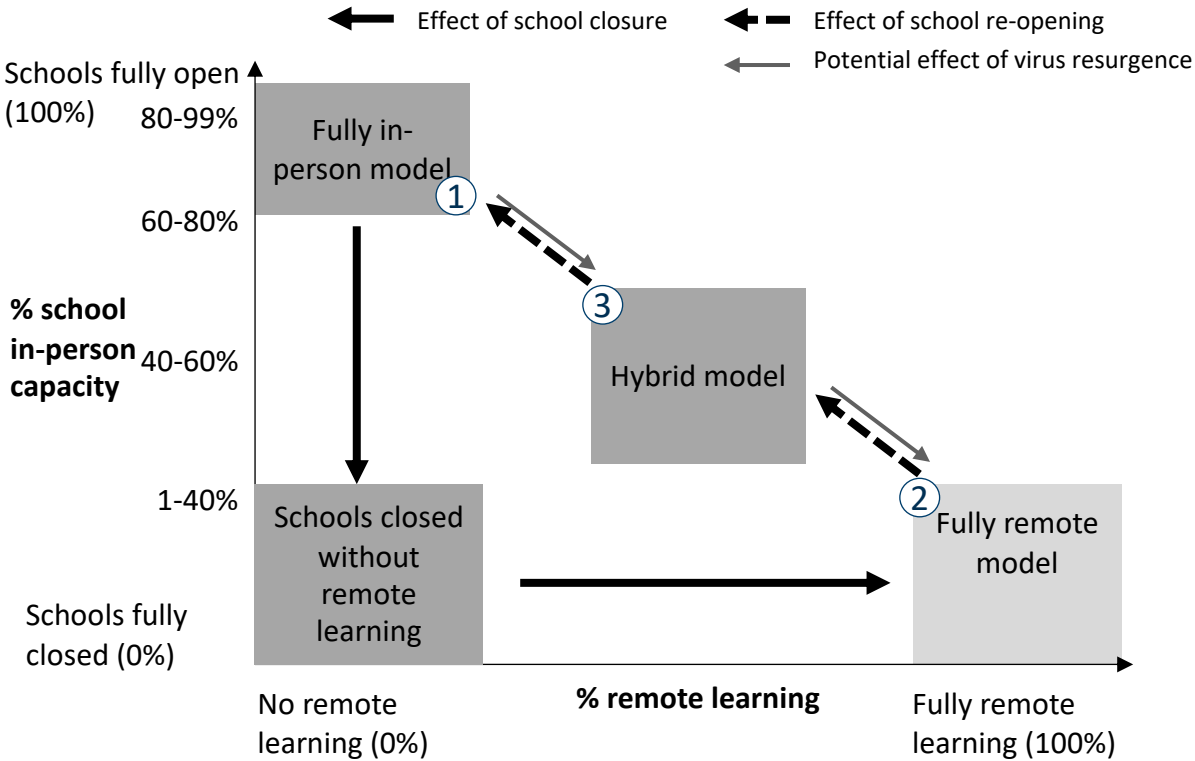 Effect of school closure
Effect of school re-opening
Potential effect of virus resurgence
Schools fully open
(100%)
80-99%
Fully in-
person model
1
60-80%
3
% school
in-person
capacity
40-60%
Hybrid model
1-40%
2
Schools closed
without
remote
learning
Fully remote
model
Schools fully
closed (0%)
No remote
learning (0%)
% remote learning
Fully remote
learning (100%)